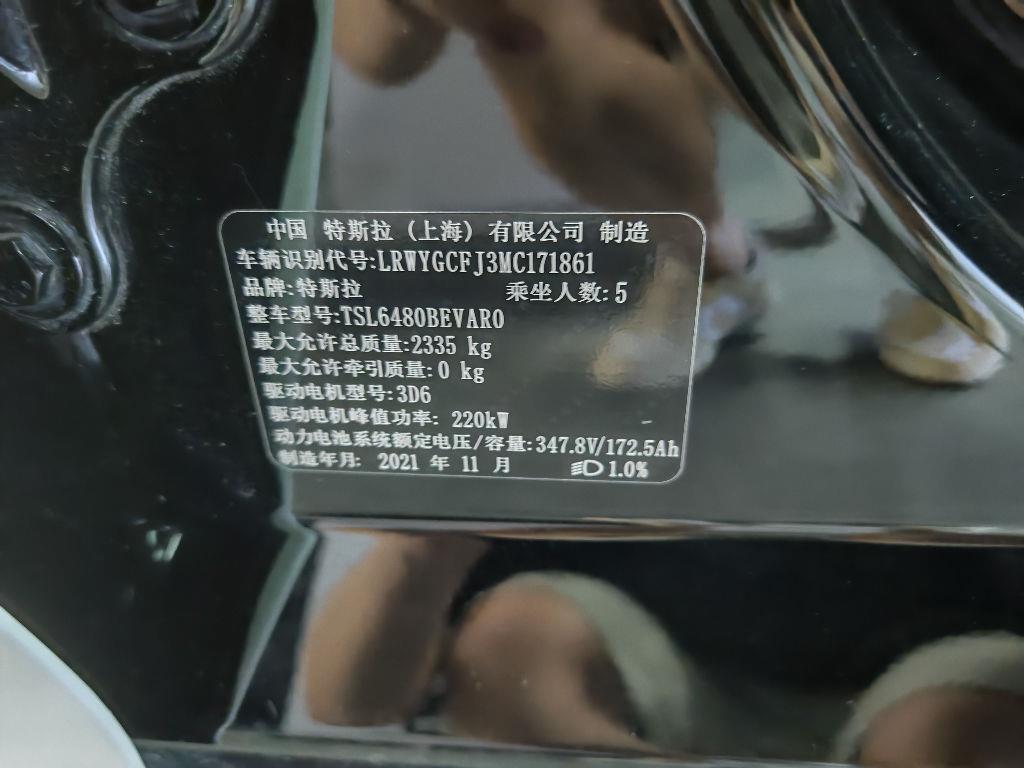 中国 特斯拉 (上海) 有限公司 制造
车辆识别代号:LRWYGCFJ3MC171861
品牌:特斯拉 乘坐人数:5
整车型号:TSL6480BEVAR0
最大允许总质量:2335 kg
最大允许牵引质量:0 kg
驱动电机型号:3D6
驱动电机峰值功率: 220kW
动力电池系统额定电压/容量:347.8V/172.5Ah
制造年月: 2021 年 11 月 1.0%